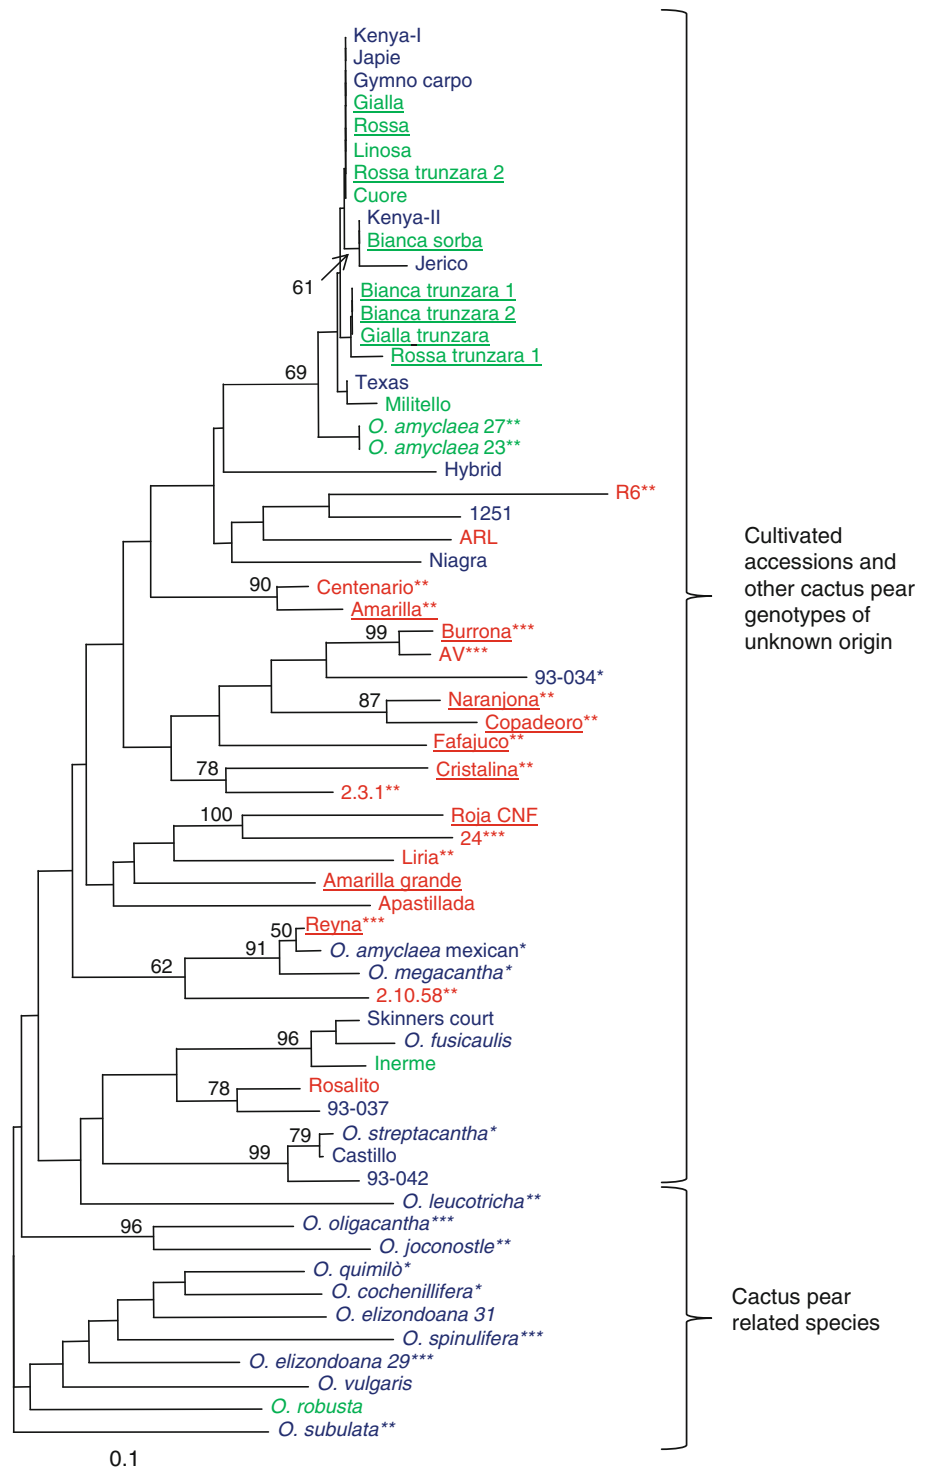 Kenya-I
Japie
Gymno carpo
Gialla
Rossa
Linosa
Rossa trunzara 2
Cuore
Kenya-II
Bianca sorba
Jerico
61
Bianca trunzara 1
Bianca trunzara 2
Gialla trunzara
Rossa trunzara 1
69
Texas
Militello
O. amyclaea 27**
O. amyclaea 23**
Hybrid
R6**
1251
ARL
Niagra
90
Centenario**
Amarilla**
99
Burrona***
AV***
93-034*
87
Naranjona**
Copadeoro**
Fafajuco**
78
Cristalina**
2.3.1**
100
Roja CNF
24***
Liria**
Amarilla grande
Apastillada
50
Reyna***
91
O. amyclaea mexican*
62
O. megacantha*
2.10.58**
Skinners court
96
O. fusicaulis
Inerme
78
Rosalito
93-037
79
O. streptacantha*
99
Castillo
93-042
O. leucotricha**
96
O. oligacantha***
O. joconostle**
O. quimilò*
O. cochenillifera*
O. elizondoana 31
O. spinulifera***
O. elizondoana 29***
O. vulgaris
O. robusta
O. subulata**
0.1
Cultivated
accessions and
other cactus pear
genotypes of
unknown origin
Cactus pear
related species